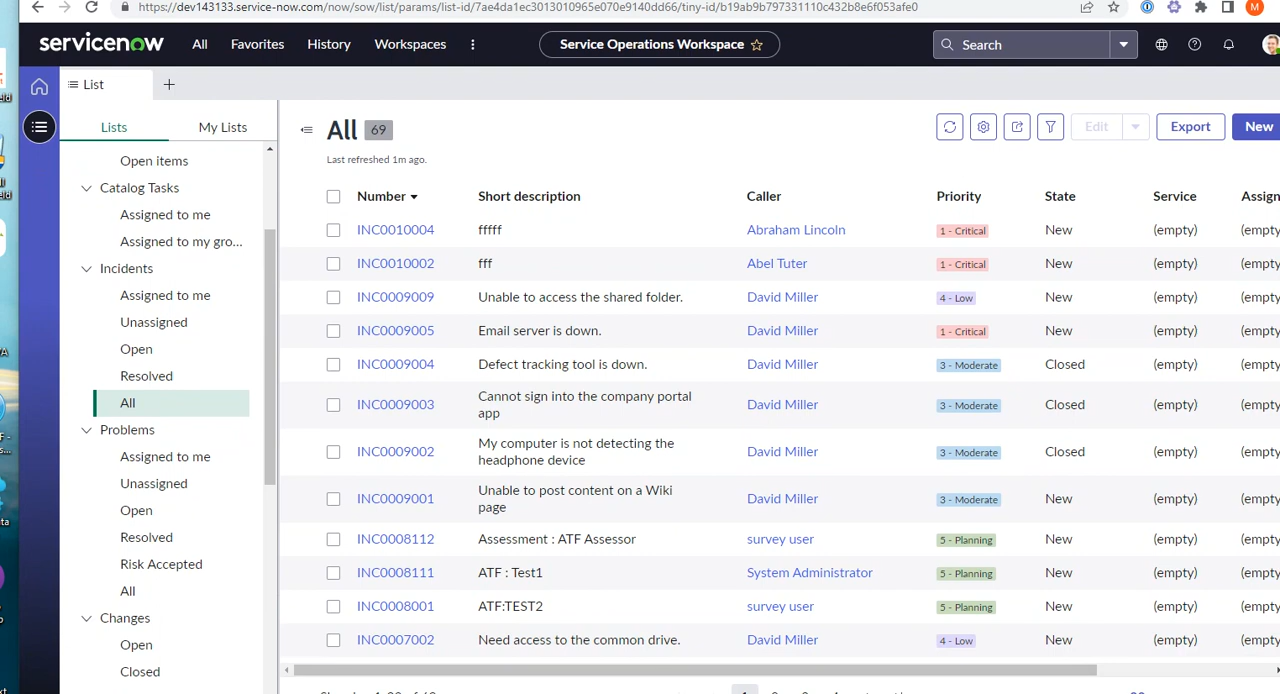 https://dev143133.service-now.com/now/sow/list/params/list-id/7ae4da1ec3013010965e070e9140dd66/tiny-id/b19ab9b797331110c432b8e6f053afe0
M
servicenow
All Favorites History Workspaces
Service Operations Workspace
Search
List
Lists My Lists
Open items
Catalog Tasks
Assigned to me
Assigned to my gro...
Incidents
Assigned to me
Unassigned
Open
Resolved
All
Problems
Assigned to me
Unassigned
Open
Resolved
Risk Accepted
All
Changes
Open
Closed
All 69
Last refreshed 1m ago.
Edit Export New
Number Short description Caller Priority State Service Assign
INC0010004 fffff Abraham Lincoln 1 - Critical New (empty) (empty
INC0010002 fff Abel Tuter 1 - Critical New (empty) (empty
INC0009009 Unable to access the shared folder. David Miller 4 - Low New (empty) (empty
INC0009005 Email server is down. David Miller 1 - Critical New (empty) (empty
INC0009004 Defect tracking tool is down. David Miller 3 - Moderate Closed (empty) (empty
INC0009003 Cannot sign into the company portal app David Miller 3 - Moderate Closed (empty) (empty
INC0009002 My computer is not detecting the headphone device David Miller 3 - Moderate Closed (empty) (empty
INC0009001 Unable to post content on a Wiki page David Miller 3 - Moderate New (empty) (empty
INC0008112 Assessment : ATF Assessor survey user 5 - Planning New (empty) (empty
INC0008111 ATF : Test1 System Administrator 5 - Planning New (empty) (empty
INC0008001 ATF:TEST2 survey user 5 - Planning New (empty) (empty
INC0007002 Need access to the common drive. David Miller 4 - Low New (empty) (empty